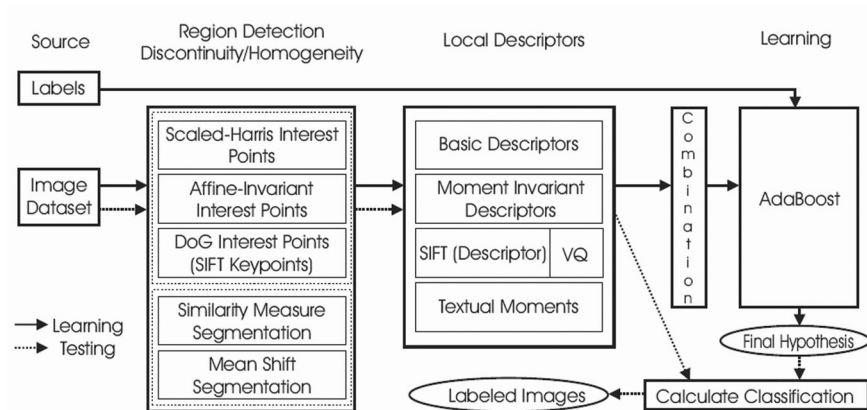 Source
Region Detection
Discontinuity/Homogeneity
Local Descriptors
Learning
Labels
Image
Dataset
Scaled-Harris Interest
Points
Affine-Invariant
Interest Points
DoG Interest Points
(SIFT Keypoints)
Similarity Measure
Segmentation
Mean Shift
Segmentation
Basic Descriptors
Moment Invariant
Descriptors
SIFT (Descriptor)
VQ
Textual Moments
Combination
AdaBoost
Final Hypothesis
Calculate Classification
Labeled Images
Learning
Testing